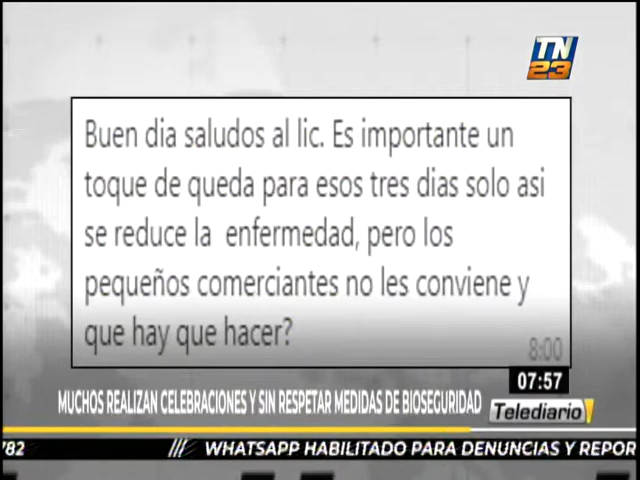 TN
23
Buen dia saludos al lic. Es importante un
toque de queda para esos tres dias solo asi
se reduce la enfermedad, pero los
pequeños comerciantes no les conviene y
que hay que hacer?
8:00
07:57
MUCHOS REALIZAN CELEBRACIONES Y SIN RESPETAR MEDIDAS DE BIOSEGURIDAD
Telediario
782 /// WHATSAPP HABILITADO PARA DENUNCIAS Y REPOR